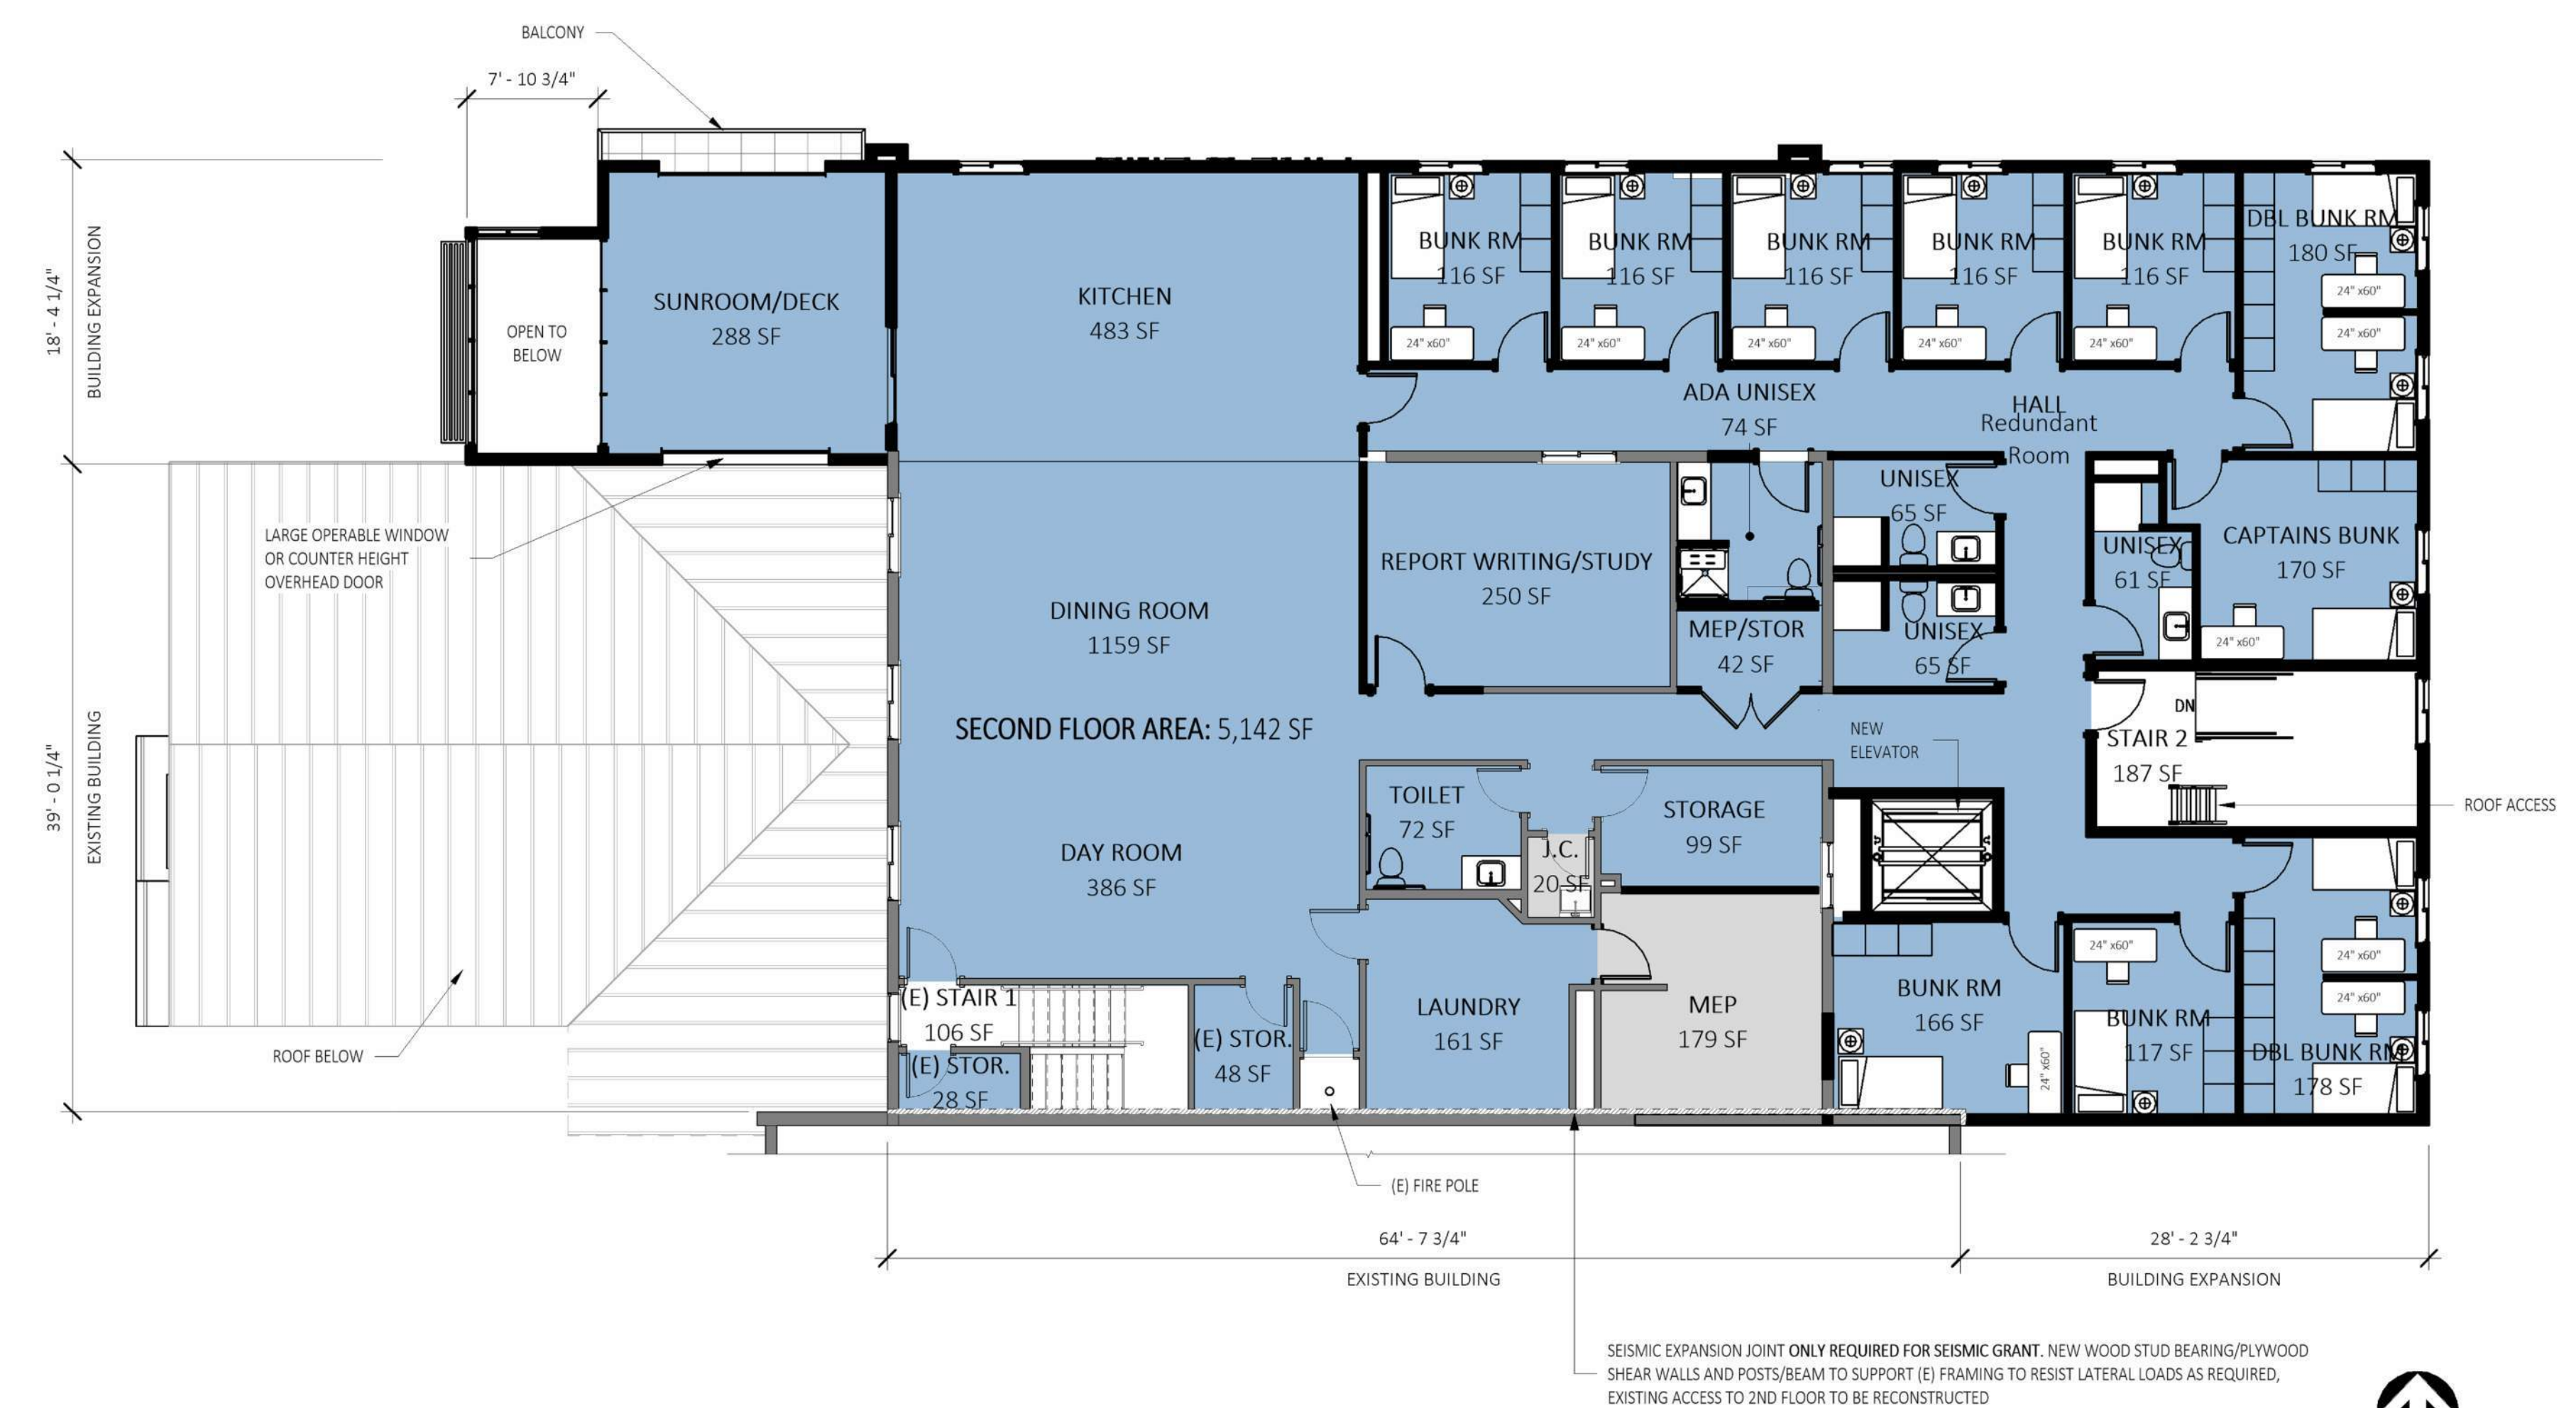 BALCONY
7' - 10 3/4"
18' - 4 1/4"
BUILDING EXPANSION
39' - 0 1/4"
EXISTING BUILDING
OPEN TO
BELOW
SUNROOM/DECK
288 SF
KITCHEN
483 SF
BUNK RM
116 SF
24" x60"
BUNK RM
116 SF
24" x60"
BUNK RM
116 SF
24" x60"
BUNK RM
116 SF
24" x60"
BUNK RM
116 SF
24" x60"
DBL BUNK RM
180 SF
24" x60"
24" x60"
ADA UNISEX
74 SF
HALL
Redundant
Room
LARGE OPERABLE WINDOW
OR COUNTER HEIGHT
OVERHEAD DOOR
DINING ROOM
1159 SF
REPORT WRITING/STUDY
250 SF
MEP/STOR
42 SF
UNISEX
65 SF
UNISEX
65 SF
UNISEX
61 SF
CAPTAINS BUNK
170 SF
24" x60"
SECOND FLOOR AREA: 5,142 SF
NEW
ELEVATOR
DN
STAIR 2
187 SF
ROOF ACCESS
DAY ROOM
386 SF
TOILET
72 SF
J.C.
20 SF
STORAGE
99 SF
(E) STAIR 1
106 SF
(E) STOR.
28 SF
(E) STOR.
48 SF
LAUNDRY
161 SF
MEP
179 SF
BUNK RM
166 SF
24" x60"
24" x60"
BUNK RM
117 SF
24" x60"
24" x60"
DBL BUNK RM
178 SF
ROOF BELOW
(E) FIRE POLE
64' - 7 3/4"
EXISTING BUILDING
28' - 2 3/4"
BUILDING EXPANSION
SEISMIC EXPANSION JOINT ONLY REQUIRED FOR SEISMIC GRANT. NEW WOOD STUD BEARING/PLYWOOD
SHEAR WALLS AND POSTS/BEAM TO SUPPORT (E) FRAMING TO RESIST LATERAL LOADS AS REQUIRED,
EXISTING ACCESS TO 2ND FLOOR TO BE RECONSTRUCTED